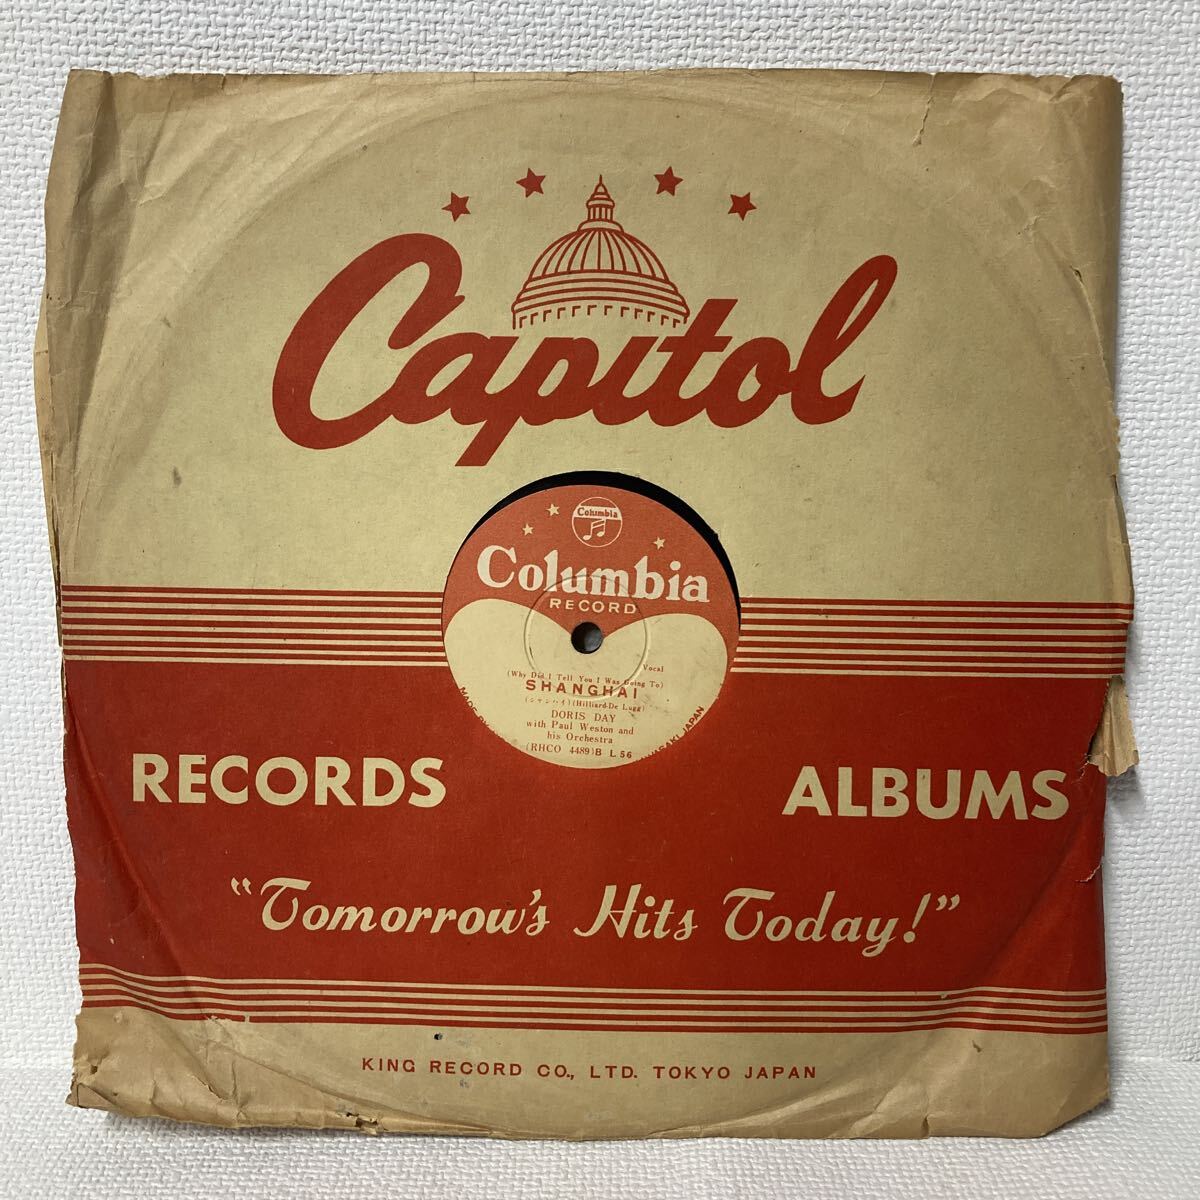 Capitol
Columbia
Columbia
RECORD
Vocal
(Why Did I Tell You I Was Going To)
SHANGHAI
(シャンハイ) (Hilliard-De Lugg)
DORIS DAY
with Paul Weston and
his Orchestra
(RHCO 4489) B L 56
RECORDS ALBUMS
"Tomorrow's Hits Today!"
KING RECORD CO., LTD. TOKYO JAPAN